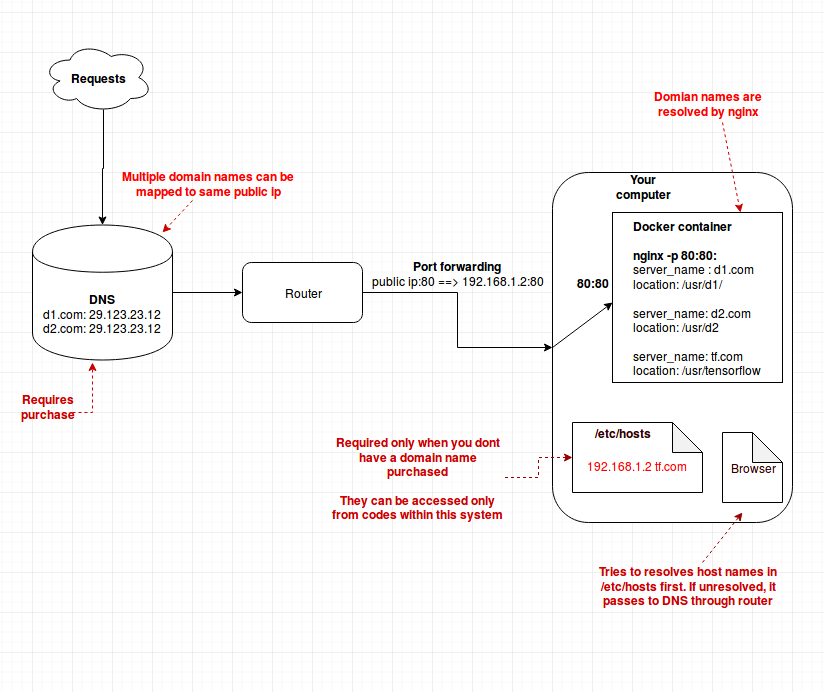 Requests
Multiple domain names can be
mapped to same public ip
DNS
d1.com: 29.123.23.12
d2.com: 29.123.23.12
Requires
purchase
Router
Port forwarding
public ip:80 ==> 192.168.1.2:80
Domian names are
resolved by nginx
Your
computer
80:80
Docker container
nginx -p 80:80:
server_name : d1.com
location: /usr/d1/
server_name: d2.com
location: /usr/d2
server_name: tf.com
location: /usr/tensorflow
Required only when you dont
have a domain name
purchased
They can be accessed only
from codes within this system
/etc/hosts
192.168.1.2 tf.com
Browser
Tries to resolves host names in
/etc/hosts first. If unresolved, it
passes to DNS through router